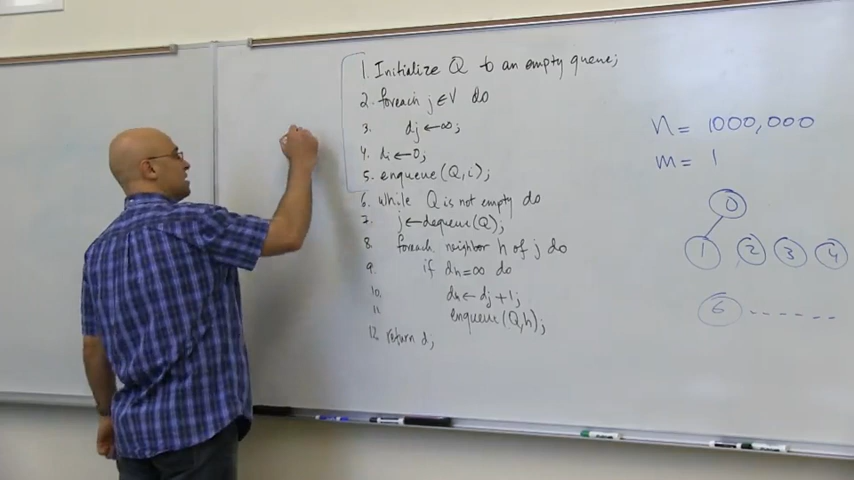 1. Initialize Q to an empty queue;
2. foreach j ∈ V do
3. dj ← ∞;
4. di ← 0;
5. enqueue (Q, i);
6. while Q is not empty do
7. j ← dequeue (Q);
8. foreach neighbor h of j do
9. if dh = ∞ do
10. dh ← dj + 1;
11. enqueue (Q, h);
12. return d;
n = 1000,000
m = 1
0
1 2 3 4
6 ------